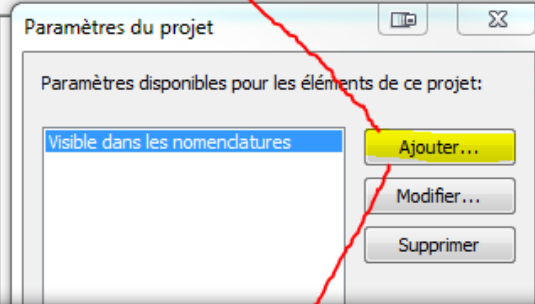 Paramètres du projet
Paramètres disponibles pour les éléments de ce projet:
Visible dans les nomenclatures
Ajouter...
Modifier...
Supprimer